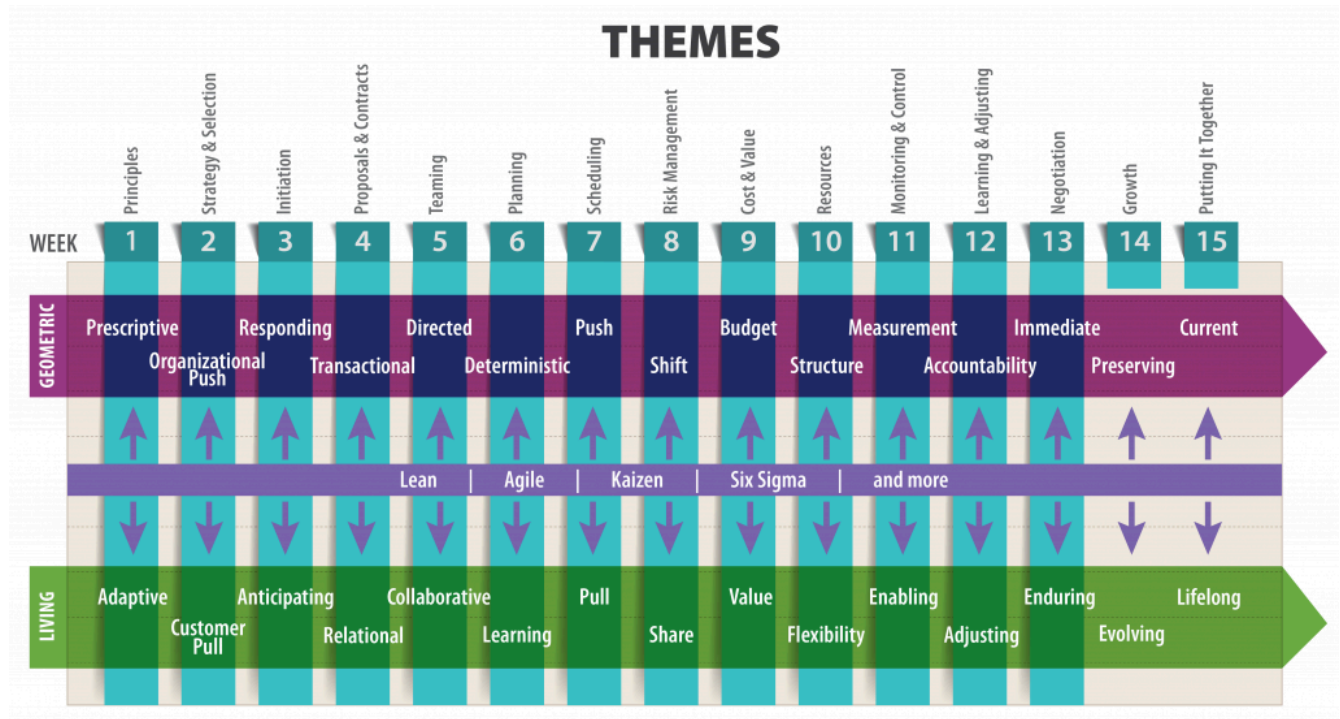 THEMES
Principles
Strategy & Selection
Initiation
Proposals & Contracts
Teaming
Planning
Scheduling
Risk Management
Cost & Value
Resources
Monitoring & Control
Learning & Adjusting
Negotiation
Growth
Putting It Together
WEEK 1 2 3 4 5 6 7 8 9 10 11 12 13 14 15
GEOMETRIC
Prescriptive Responding Directed Push Budget Measurement Immediate Current
Organizational
Push
Transactional Deterministic Shift Structure Accountability Preserving
Lean | Agile | Kaizen | Six Sigma | and more
LIVING
Adaptive Anticipating Collaborative Pull Value Enabling Enduring Lifelong
Customer
Pull
Relational Learning Share Flexibility Adjusting Evolving